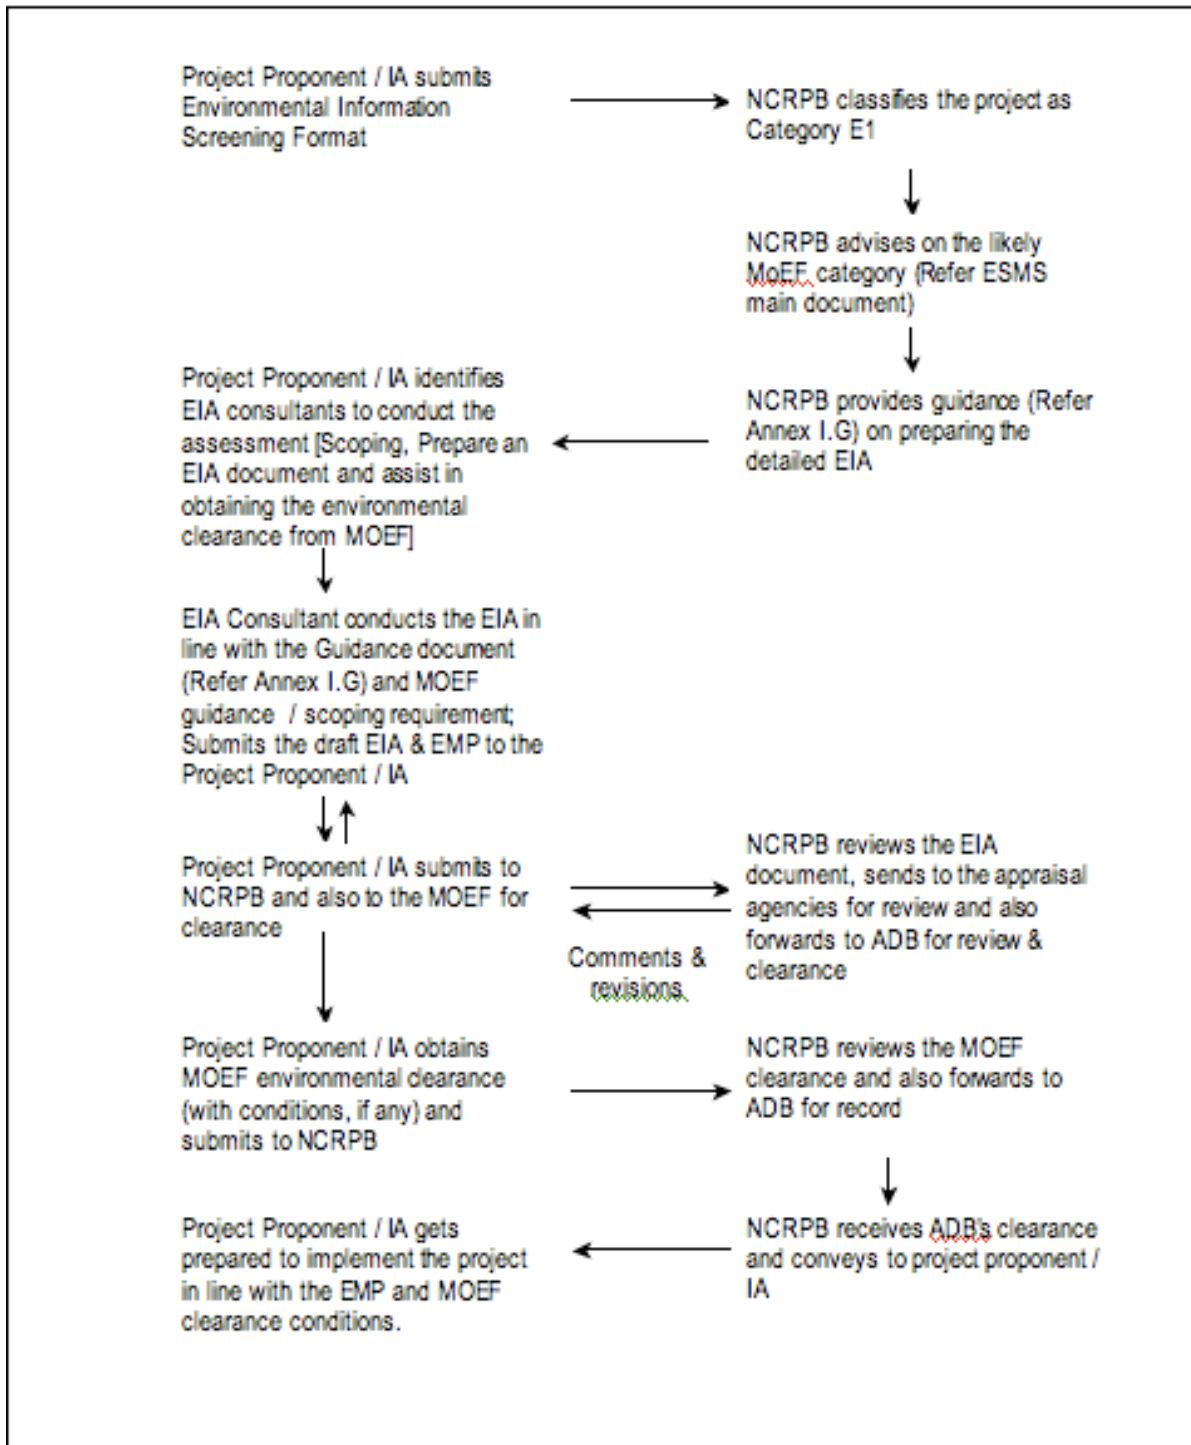 Project Proponent / IA submits
Environmental Information
Screening Format
NCRPB classifies the project as
Category E1
NCRPB advises on the likely
MoEF category (Refer ESMS
main document)
NCRPB provides guidance (Refer
Annex I.G) on preparing the
detailed EIA
Project Proponent / IA identifies
EIA consultants to conduct the
assessment [Scoping, Prepare an
EIA document and assist in
obtaining the environmental
clearance from MOEF]
EIA Consultant conducts the EIA in
line with the Guidance document
(Refer Annex I.G) and MOEF
guidance / scoping requirement;
Submits the draft EIA & EMP to the
Project Proponent / IA
Project Proponent / IA submits to
NCRPB and also to the MOEF for
clearance
NCRPB reviews the EIA
document, sends to the appraisal
agencies for review and also
forwards to ADB for review &
clearance
Comments &
revisions
Project Proponent / IA obtains
MOEF environmental clearance
(with conditions, if any) and
submits to NCRPB
NCRPB reviews the MOEF
clearance and also forwards to
ADB for record
NCRPB receives ADB's clearance
and conveys to project proponent /
IA
Project Proponent / IA gets
prepared to implement the project
in line with the EMP and MOEF
clearance conditions.